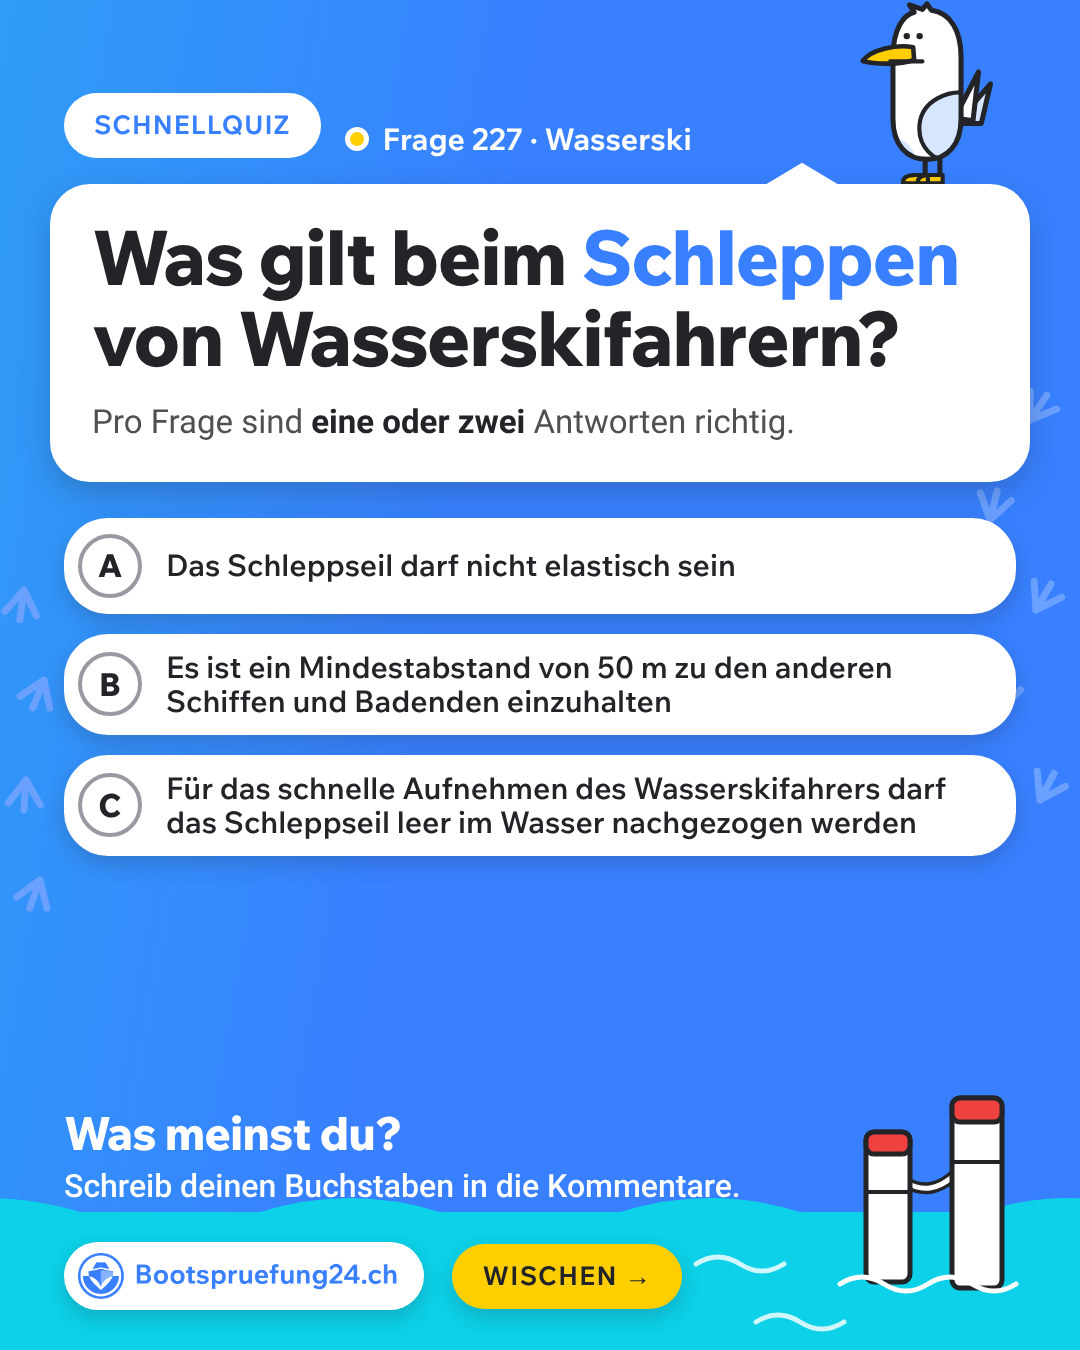 SCHNELLQUIZ
Frage 227 · Wasserski
Was gilt beim Schleppen
von Wasserskifahrern?
Pro Frage sind eine oder zwei Antworten richtig.
A
Das Schleppseil darf nicht elastisch sein
B
Es ist ein Mindestabstand von 50 m zu den anderen
Schiffen und Badenden einzuhalten
C
Für das schnelle Aufnehmen des Wasserskifahrers darf
das Schleppseil leer im Wasser nachgezogen werden
Was meinst du?
Schreib deinen Buchstaben in die Kommentare.
Bootspruefung24.ch
WISCHEN →